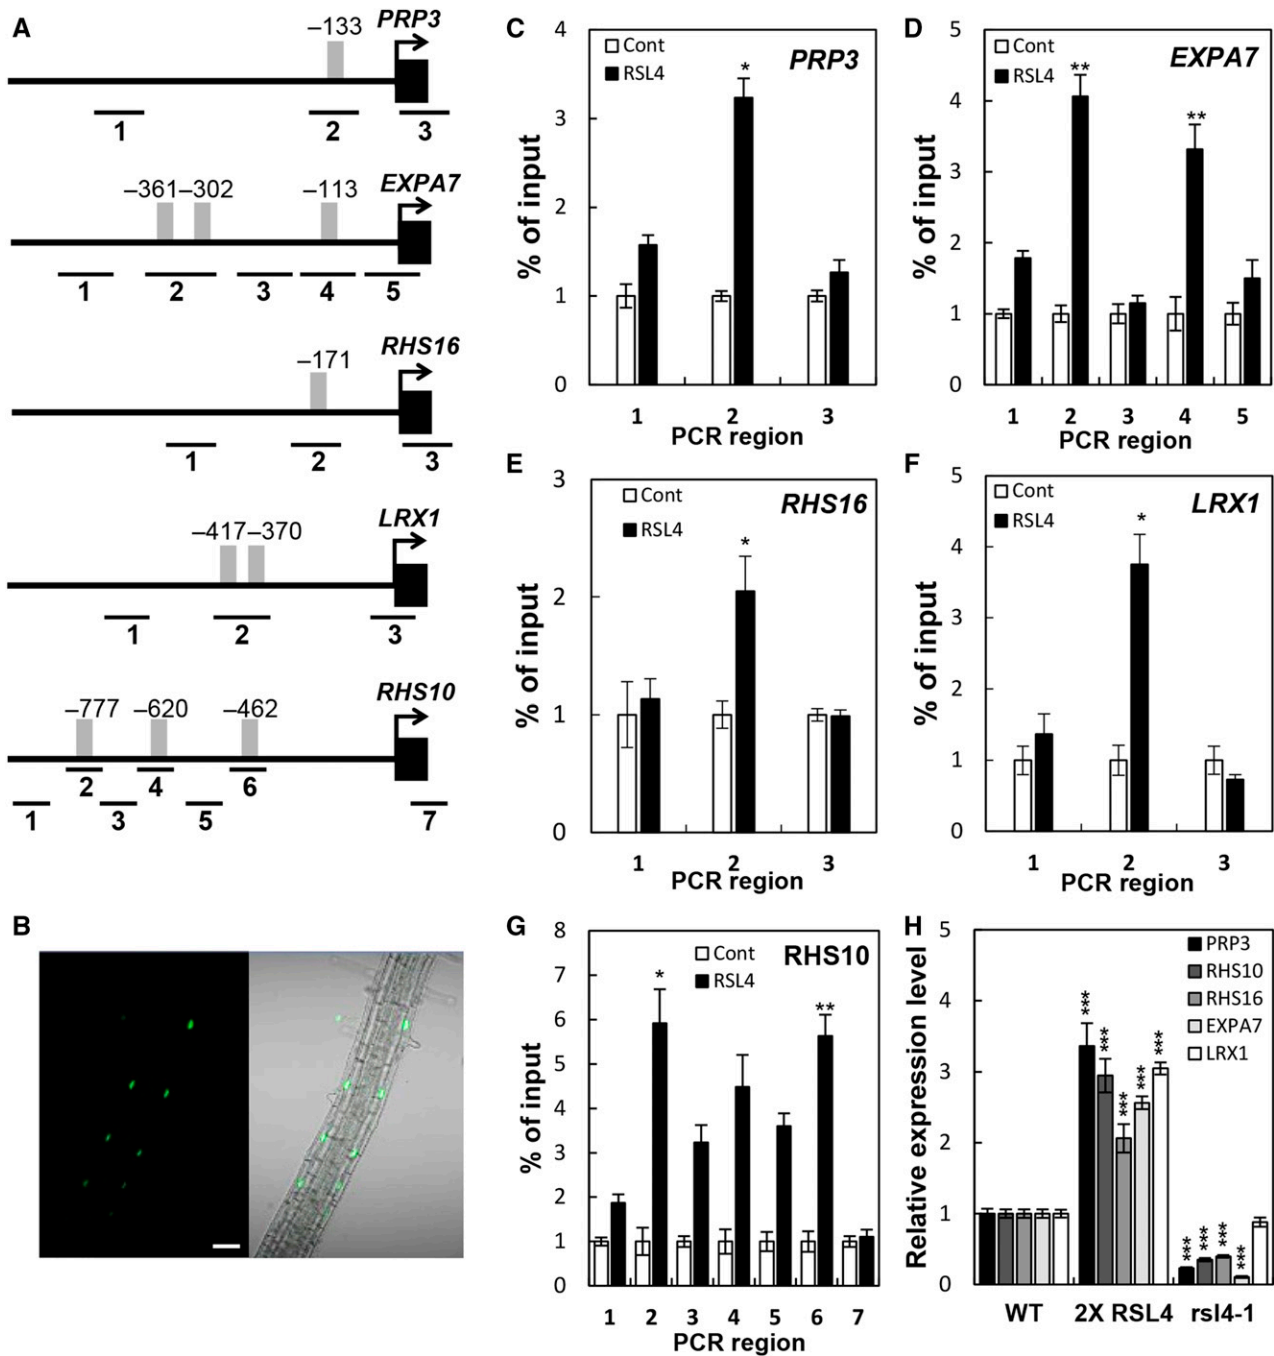 A
–133
PRP3
1
2
3
–361
–302
–113
EXPA7
1
2
3
4
5
–171
RHS16
1
2
3
–417
–370
LRX1
1
2
3
–777
–620
–462
RHS10
2
4
6
1
3
5
7
B
C
4
3
2
1
0
% of input
Cont
RSL4
PRP3
*
1
2
3
PCR region
D
5
4
3
2
1
0
% of input
Cont
RSL4
EXPA7
**
**
1
2
3
4
5
PCR region
E
3
2
1
0
% of input
Cont
RSL4
RHS16
*
1
2
3
PCR region
F
5
4
3
2
1
0
% of input
Cont
RSL4
LRX1
*
1
2
3
PCR region
G
8
7
6
5
4
3
2
1
0
% of input
Cont
RSL4
RHS10
*
**
1
2
3
4
5
6
7
PCR region
H
5
4
3
2
1
0
Relative expression level
PRP3
RHS10
RHS16
EXPA7
LRX1
***
***
***
***
***
***
***
***
***
WT
2X RSL4
rsl4-1